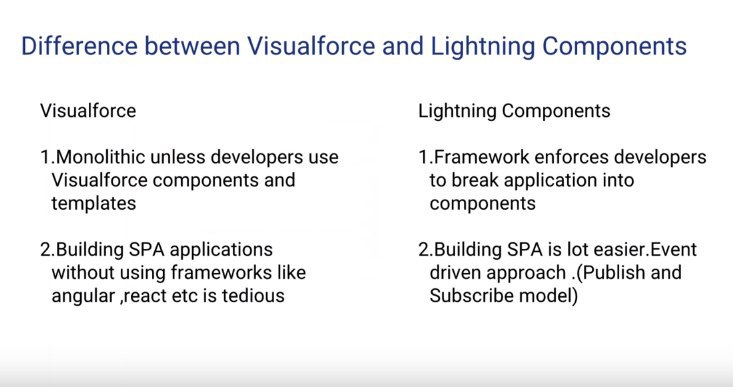 Difference between Visualforce and Lightning Components
Visualforce
1.Monolithic unless developers use
Visualforce components and
templates
2.Building SPA applications
without using frameworks like
angular ,react etc is tedious
Lightning Components
1.Framework enforces developers
to break application into
components
2.Building SPA is lot easier.Event
driven approach .(Publish and
Subscribe model)